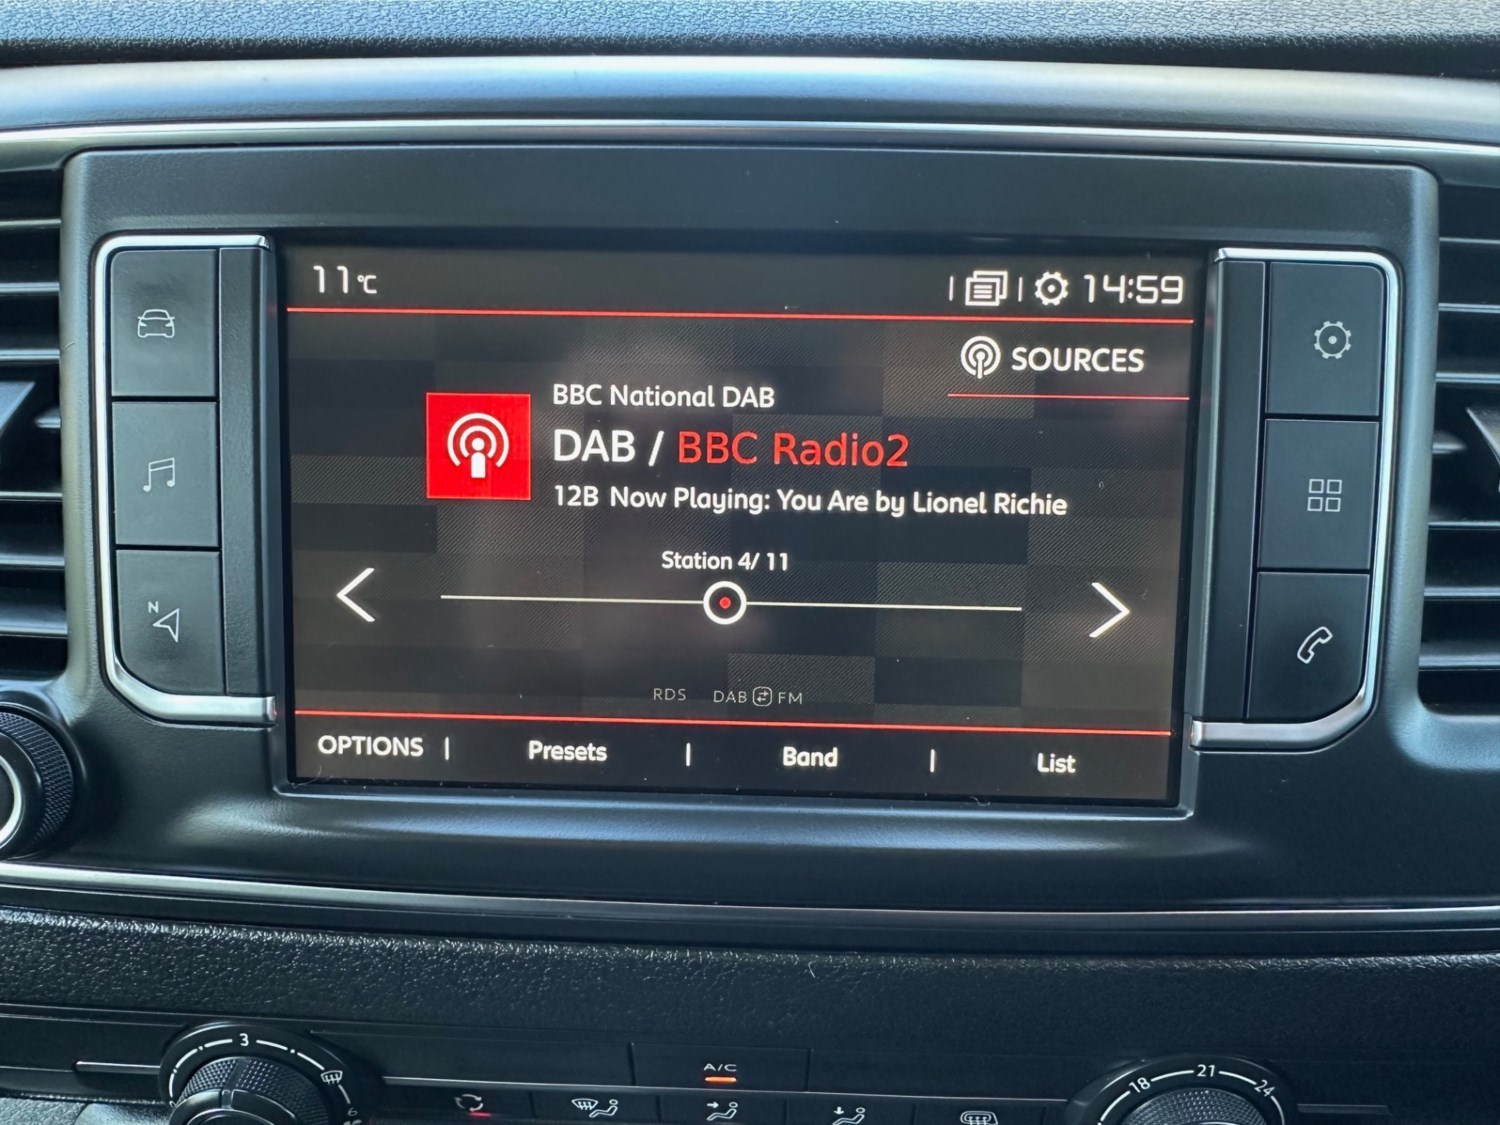 11°C 14:59
SOURCES
BBC National DAB
DAB / BBC Radio2
12B Now Playing: You Are by Lionel Richie
Station 4/ 11
N
RDS DAB FM
OPTIONS | Presets | Band | List
3
6
A/C
18 21 24